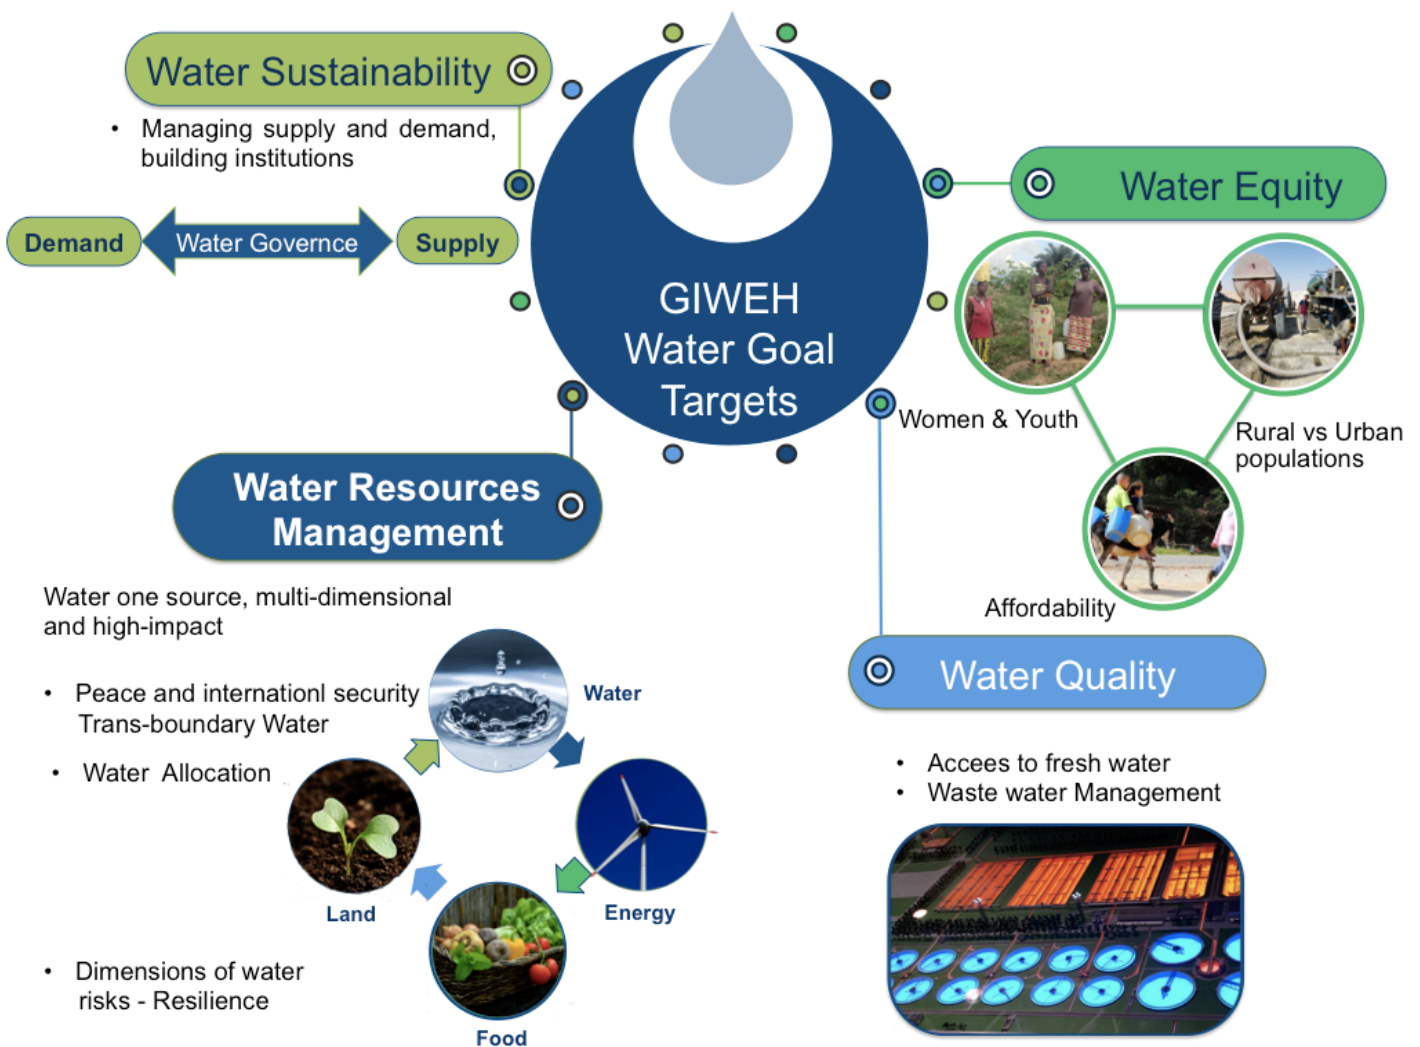 Water Sustainability
• Managing supply and demand,
building institutions
Demand
Water Governce
Supply
GIWEH
Water Goal
Targets
Water Equity
Women & Youth
Rural vs Urban
populations
Affordability
Water Resources
Management
Water one source, multi-dimensional
and high-impact
• Peace and internationl security
Trans-boundary Water
• Water Allocation
• Dimensions of water
risks - Resilience
Water
Energy
Food
Land
Water Quality
• Accees to fresh water
• Waste water Management